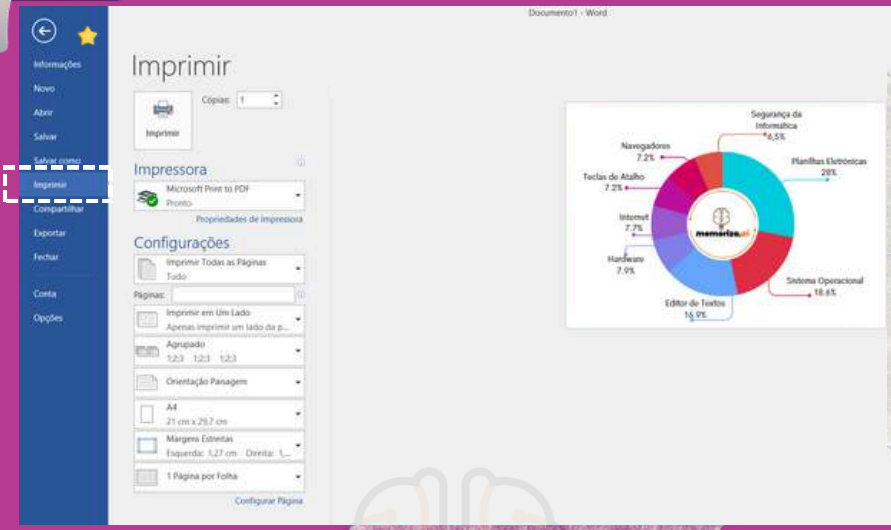 Documento1 - Word
Informações
Novo
Abrir
Salvar
Salvar como
Imprimir
Compartilhar
Exportar
Fechar
Conta
Opções
Imprimir
Cópias: 1
Imprimir
Impressora
Microsoft Print to PDF
Pronto
Propriedades de Impressora
Configurações
Imprimir Todas as Páginas
Tudo
Páginas:
Imprimir em Um Lado
Apenas imprimir um lado da p...
Agrupado
1;2;3 1;2;3 1;2;3
Orientação Paisagem
A4
21 cm x 29,7 cm
Margens Estreitas
Esquerda: 1,27 cm Direita: 1,...
1 Página por Folha
Configurar Página
Segurança da
Informática
6,5%
Navegadores
7.2%
Planilhas Eletrônicas
28%
Teclas de Atalho
7.2%
Internet
7.7%
memorize.ai
Hardware
7.9%
Sistema Operacional
18.6%
Editor de Textos
16.9%